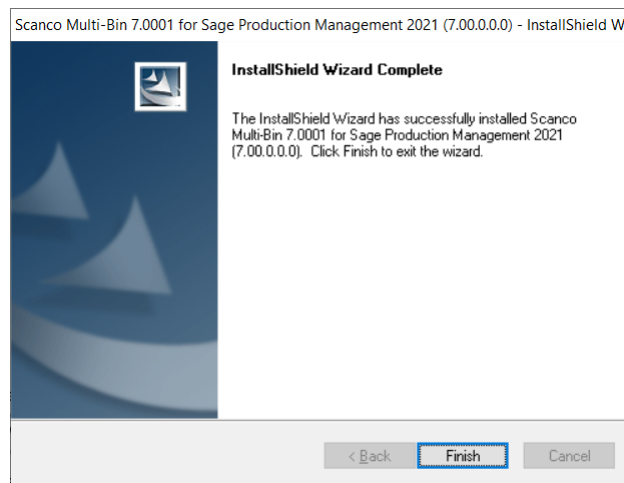 Scanco Multi-Bin 7.0001 for Sage Production Management 2021 (7.00.0.0.0) - InstallShield W
InstallShield Wizard Complete
The InstallShield Wizard has successfully installed Scanco
Multi-Bin 7.0001 for Sage Production Management 2021
(7.00.0.0.0). Click Finish to exit the wizard.
< Back Finish Cancel